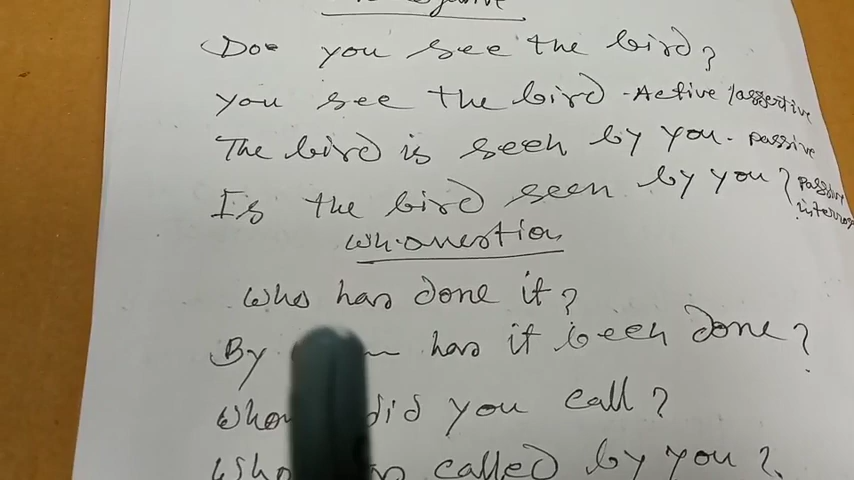 Doe you see the bird?
you see the bird - Active /assertive
The bird is seen by you - passive
Is the bird seen by you? passive
Wh-question
Who has done it?
By has it been done?
did you call?
called by you?